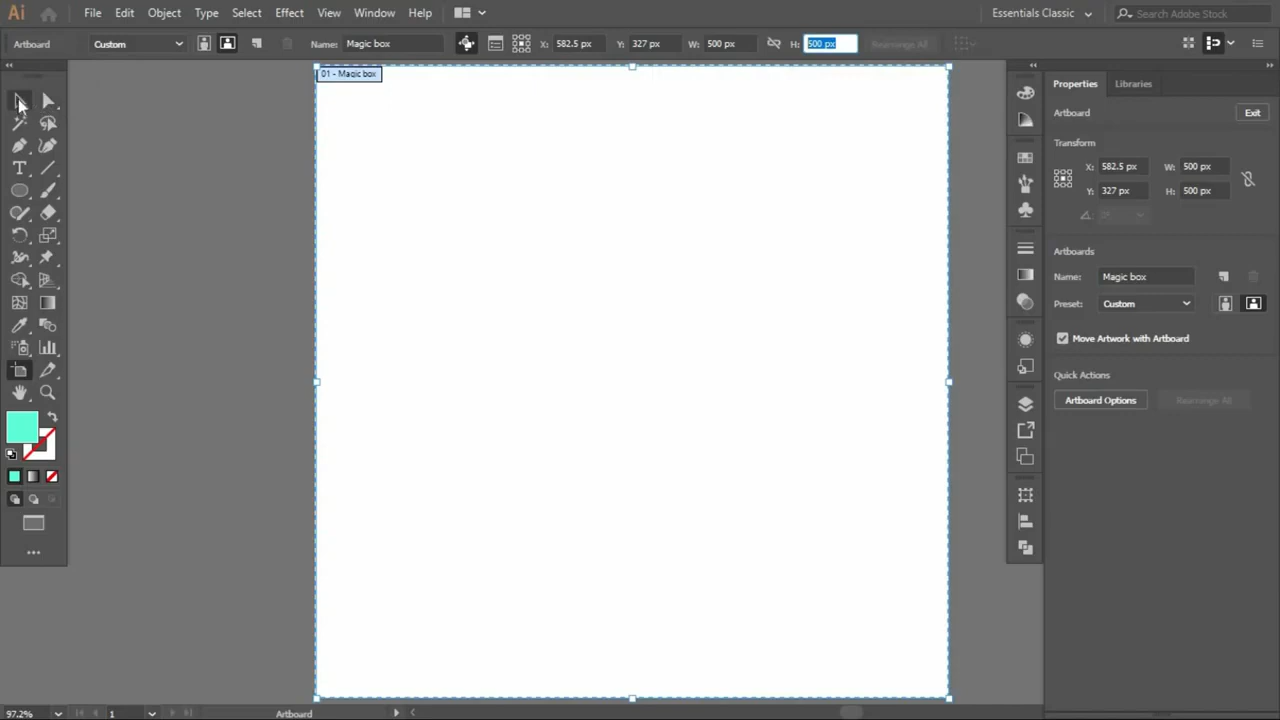 Ai File Edit Object Type Select Effect View Window Help Essentials Classic Search Adobe Stock
Artboard Custom Name: Magic box X: 582.5 px Y: 327 px W: 500 px H: 500 px Rearrange All
01 - Magic box
Properties Libraries
Artboard Exit
Transform
X: 582.5 px W: 500 px
Y: 327 px H: 500 px
0°
Artboards
Name: Magic box
Preset: Custom
Move Artwork with Artboard
Quick Actions
Artboard Options Rearrange All
97.2% 1 Artboard